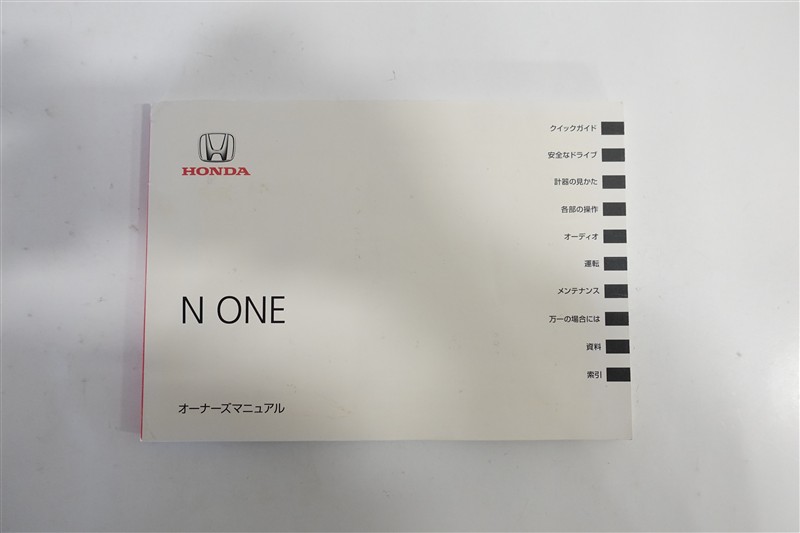 HONDA
N ONE
オーナーズマニュアル
クイックガイド
安全なドライブ
計器の見かた
各部の操作
オーディオ
運転
メンテナンス
万一の場合には
資料
索引